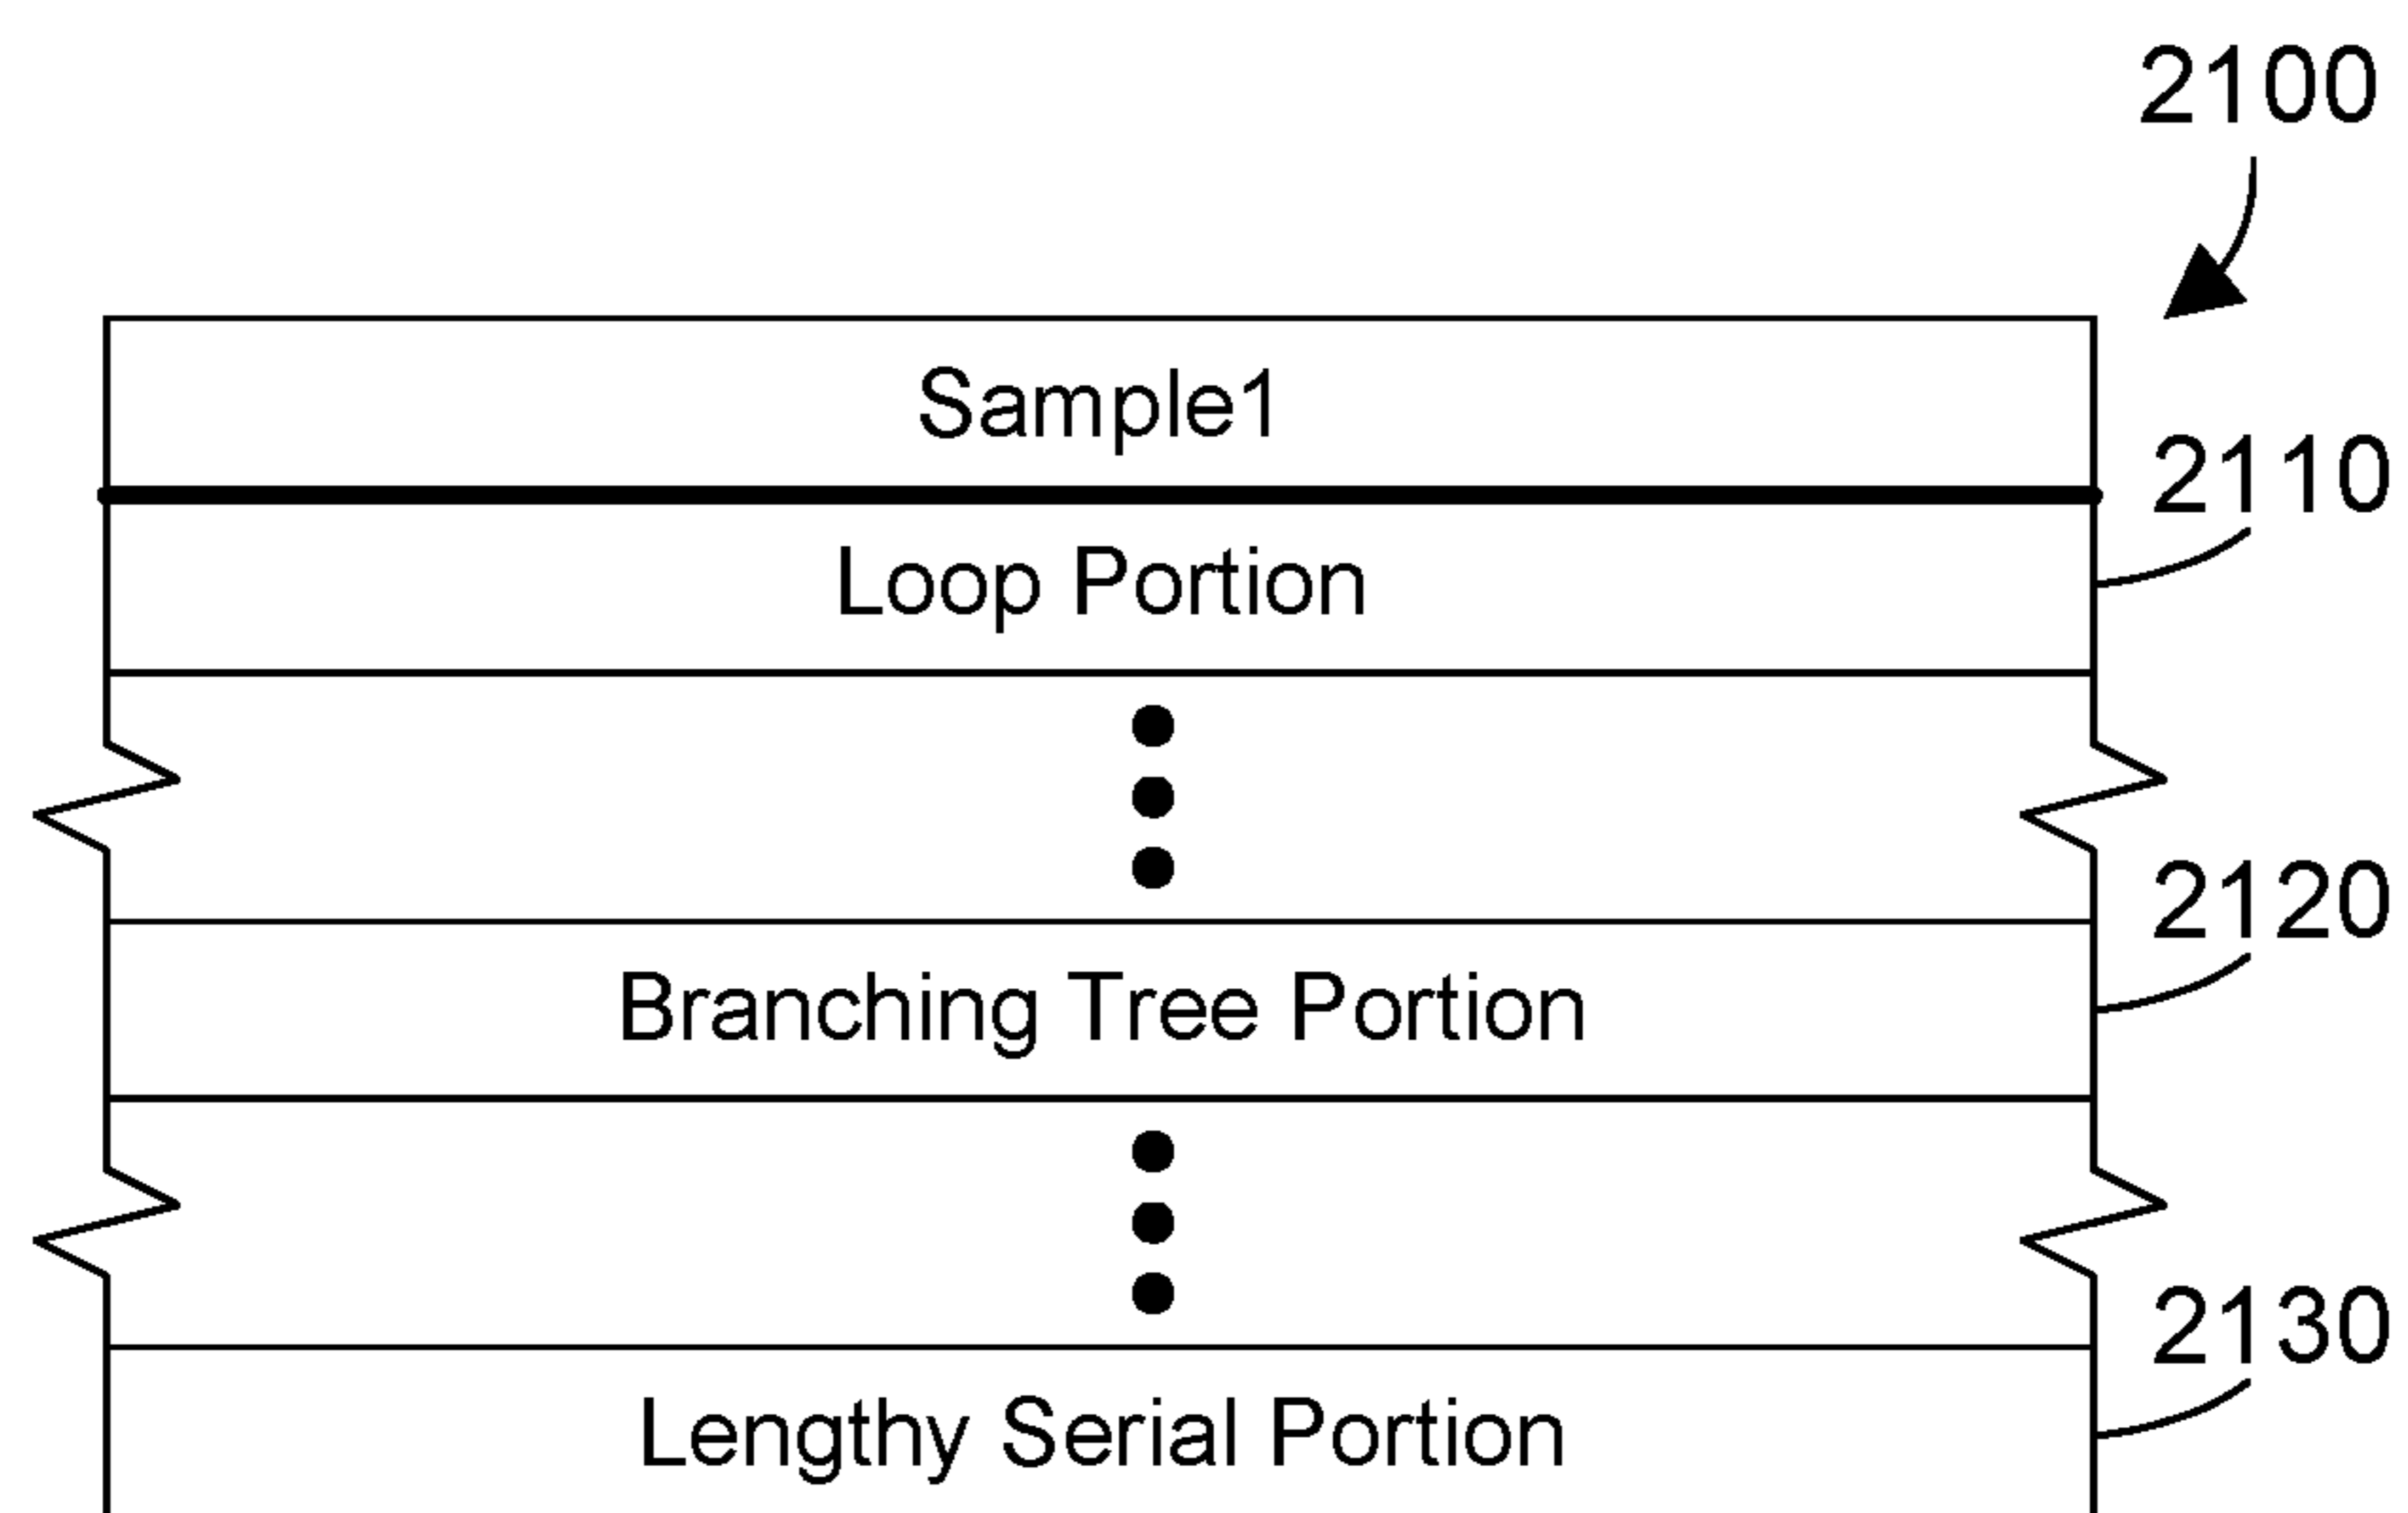 2100
Sample1
2110
Loop Portion
2120
Branching Tree Portion
2130
Lengthy Serial Portion